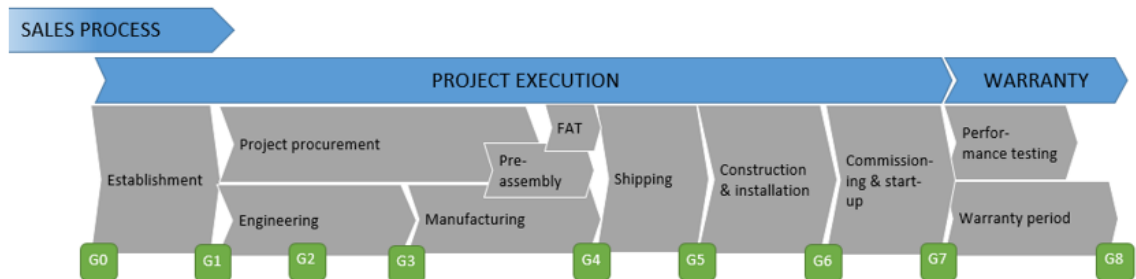 SALES PROCESS
PROJECT EXECUTION
WARRANTY
Establishment
Project procurement
Engineering
Manufacturing
Pre-
assembly
FAT
Shipping
Construction
& installation
Commission-
ing & start-
up
Perfor-
mance testing
Warranty period
G0
G1
G2
G3
G4
G5
G6
G7
G8